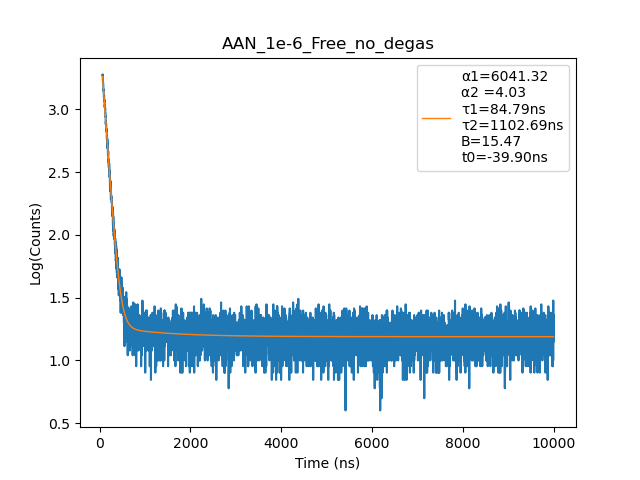 AAN_1e-6_Free_no_degas
α1=6041.32
α2 =4.03
τ1=84.79ns
τ2=1102.69ns
B=15.47
t0=-39.90ns
Log(Counts)
3.0
2.5
2.0
1.5
1.0
0.5
0 2000 4000 6000 8000 10000
Time (ns)